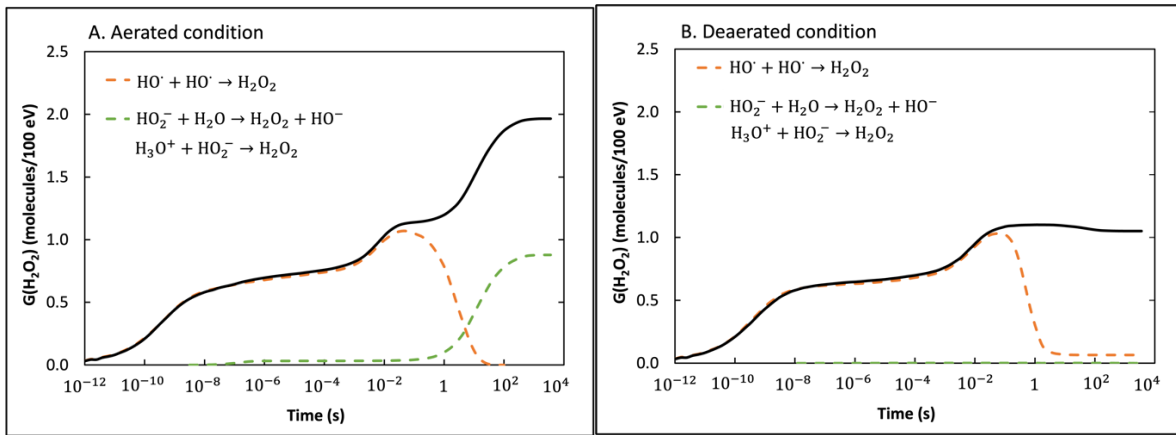 A. Aerated condition
2.5
2.0
1.5
1.0
0.5
0.0
G(H₂O₂) (molecules/100 eV)
HO˙ + HO˙ → H₂O₂
HO₂⁻ + H₂O → H₂O₂ + HO⁻
H₃O⁺ + HO₂⁻ → H₂O₂
10⁻¹² 10⁻¹⁰ 10⁻⁸ 10⁻⁶ 10⁻⁴ 10⁻² 1 10² 10⁴
Time (s)
B. Deaerated condition
2.5
2.0
1.5
1.0
0.5
0.0
G(H₂O₂) (molecules/100 eV)
HO˙ + HO˙ → H₂O₂
HO₂⁻ + H₂O → H₂O₂ + HO⁻
H₃O⁺ + HO₂⁻ → H₂O₂
10⁻¹² 10⁻¹⁰ 10⁻⁸ 10⁻⁶ 10⁻⁴ 10⁻² 1 10² 10⁴
Time (s)